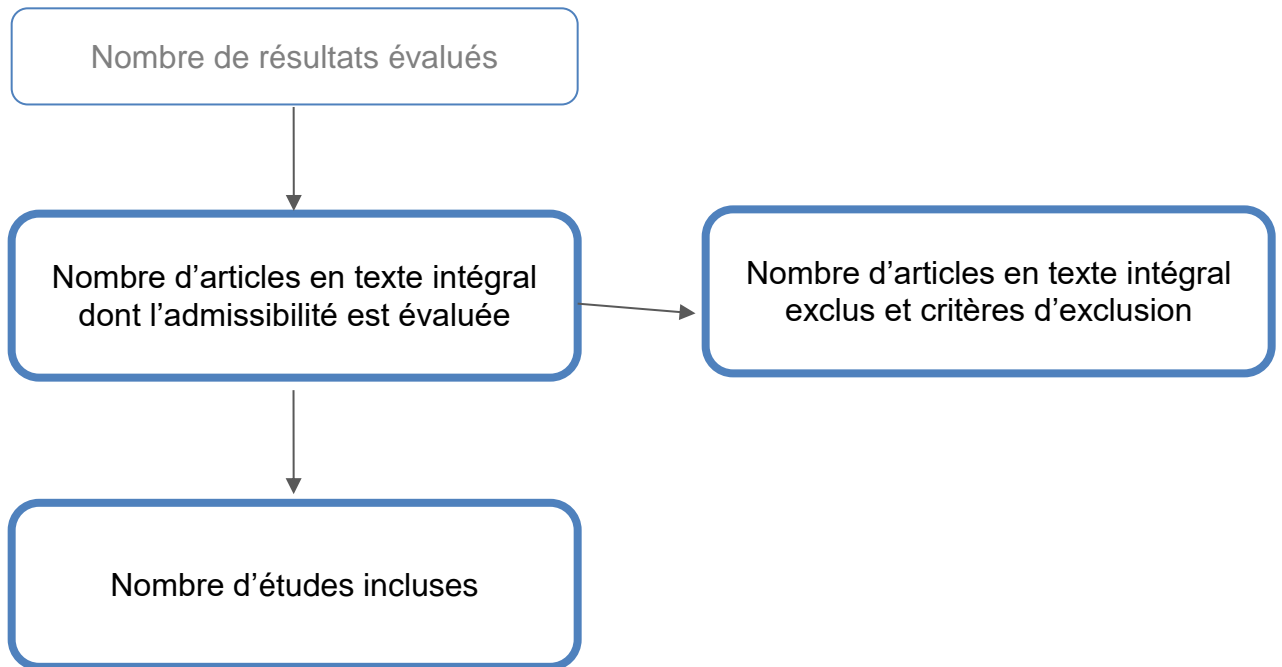 Nombre de résultats évalués
Nombre d’articles en texte intégral
dont l’admissibilité est évaluée
Nombre d’articles en texte intégral
exclus et critères d’exclusion
Nombre d’études incluses